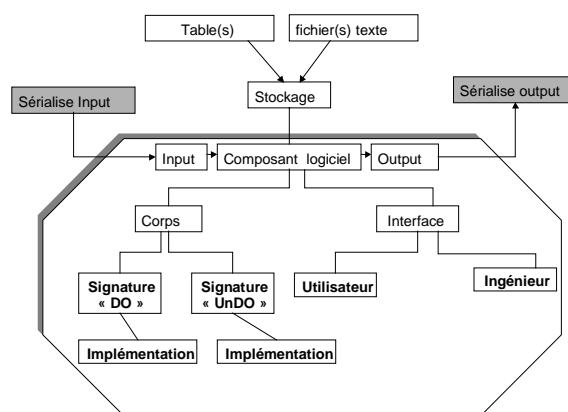 Table(s)
fichier(s) texte
Sérialise Input
Stockage
Sérialise output
Input
Composant logiciel
Output
Corps
Interface
Signature
« DO »
Signature
« UnDO »
Utilisateur
Ingénieur
Implémentation
Implémentation